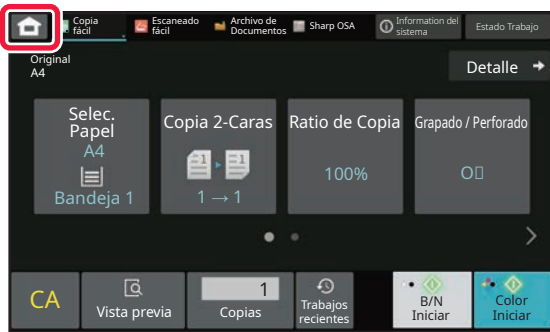 Copia
fácil
Escaneado
fácil
Archivo de
Documentos
Sharp OSA
Information del
sistema
Estado Trabajo
Original
A4
Detalle
Selec.
Papel
A4
Bandeja 1
Copia 2-Caras
1 → 1
Ratio de Copia
100%
Grapado / Perforado
CA
Vista previa
1
Copias
Trabajos
recientes
B/N
Iniciar
Color
Iniciar